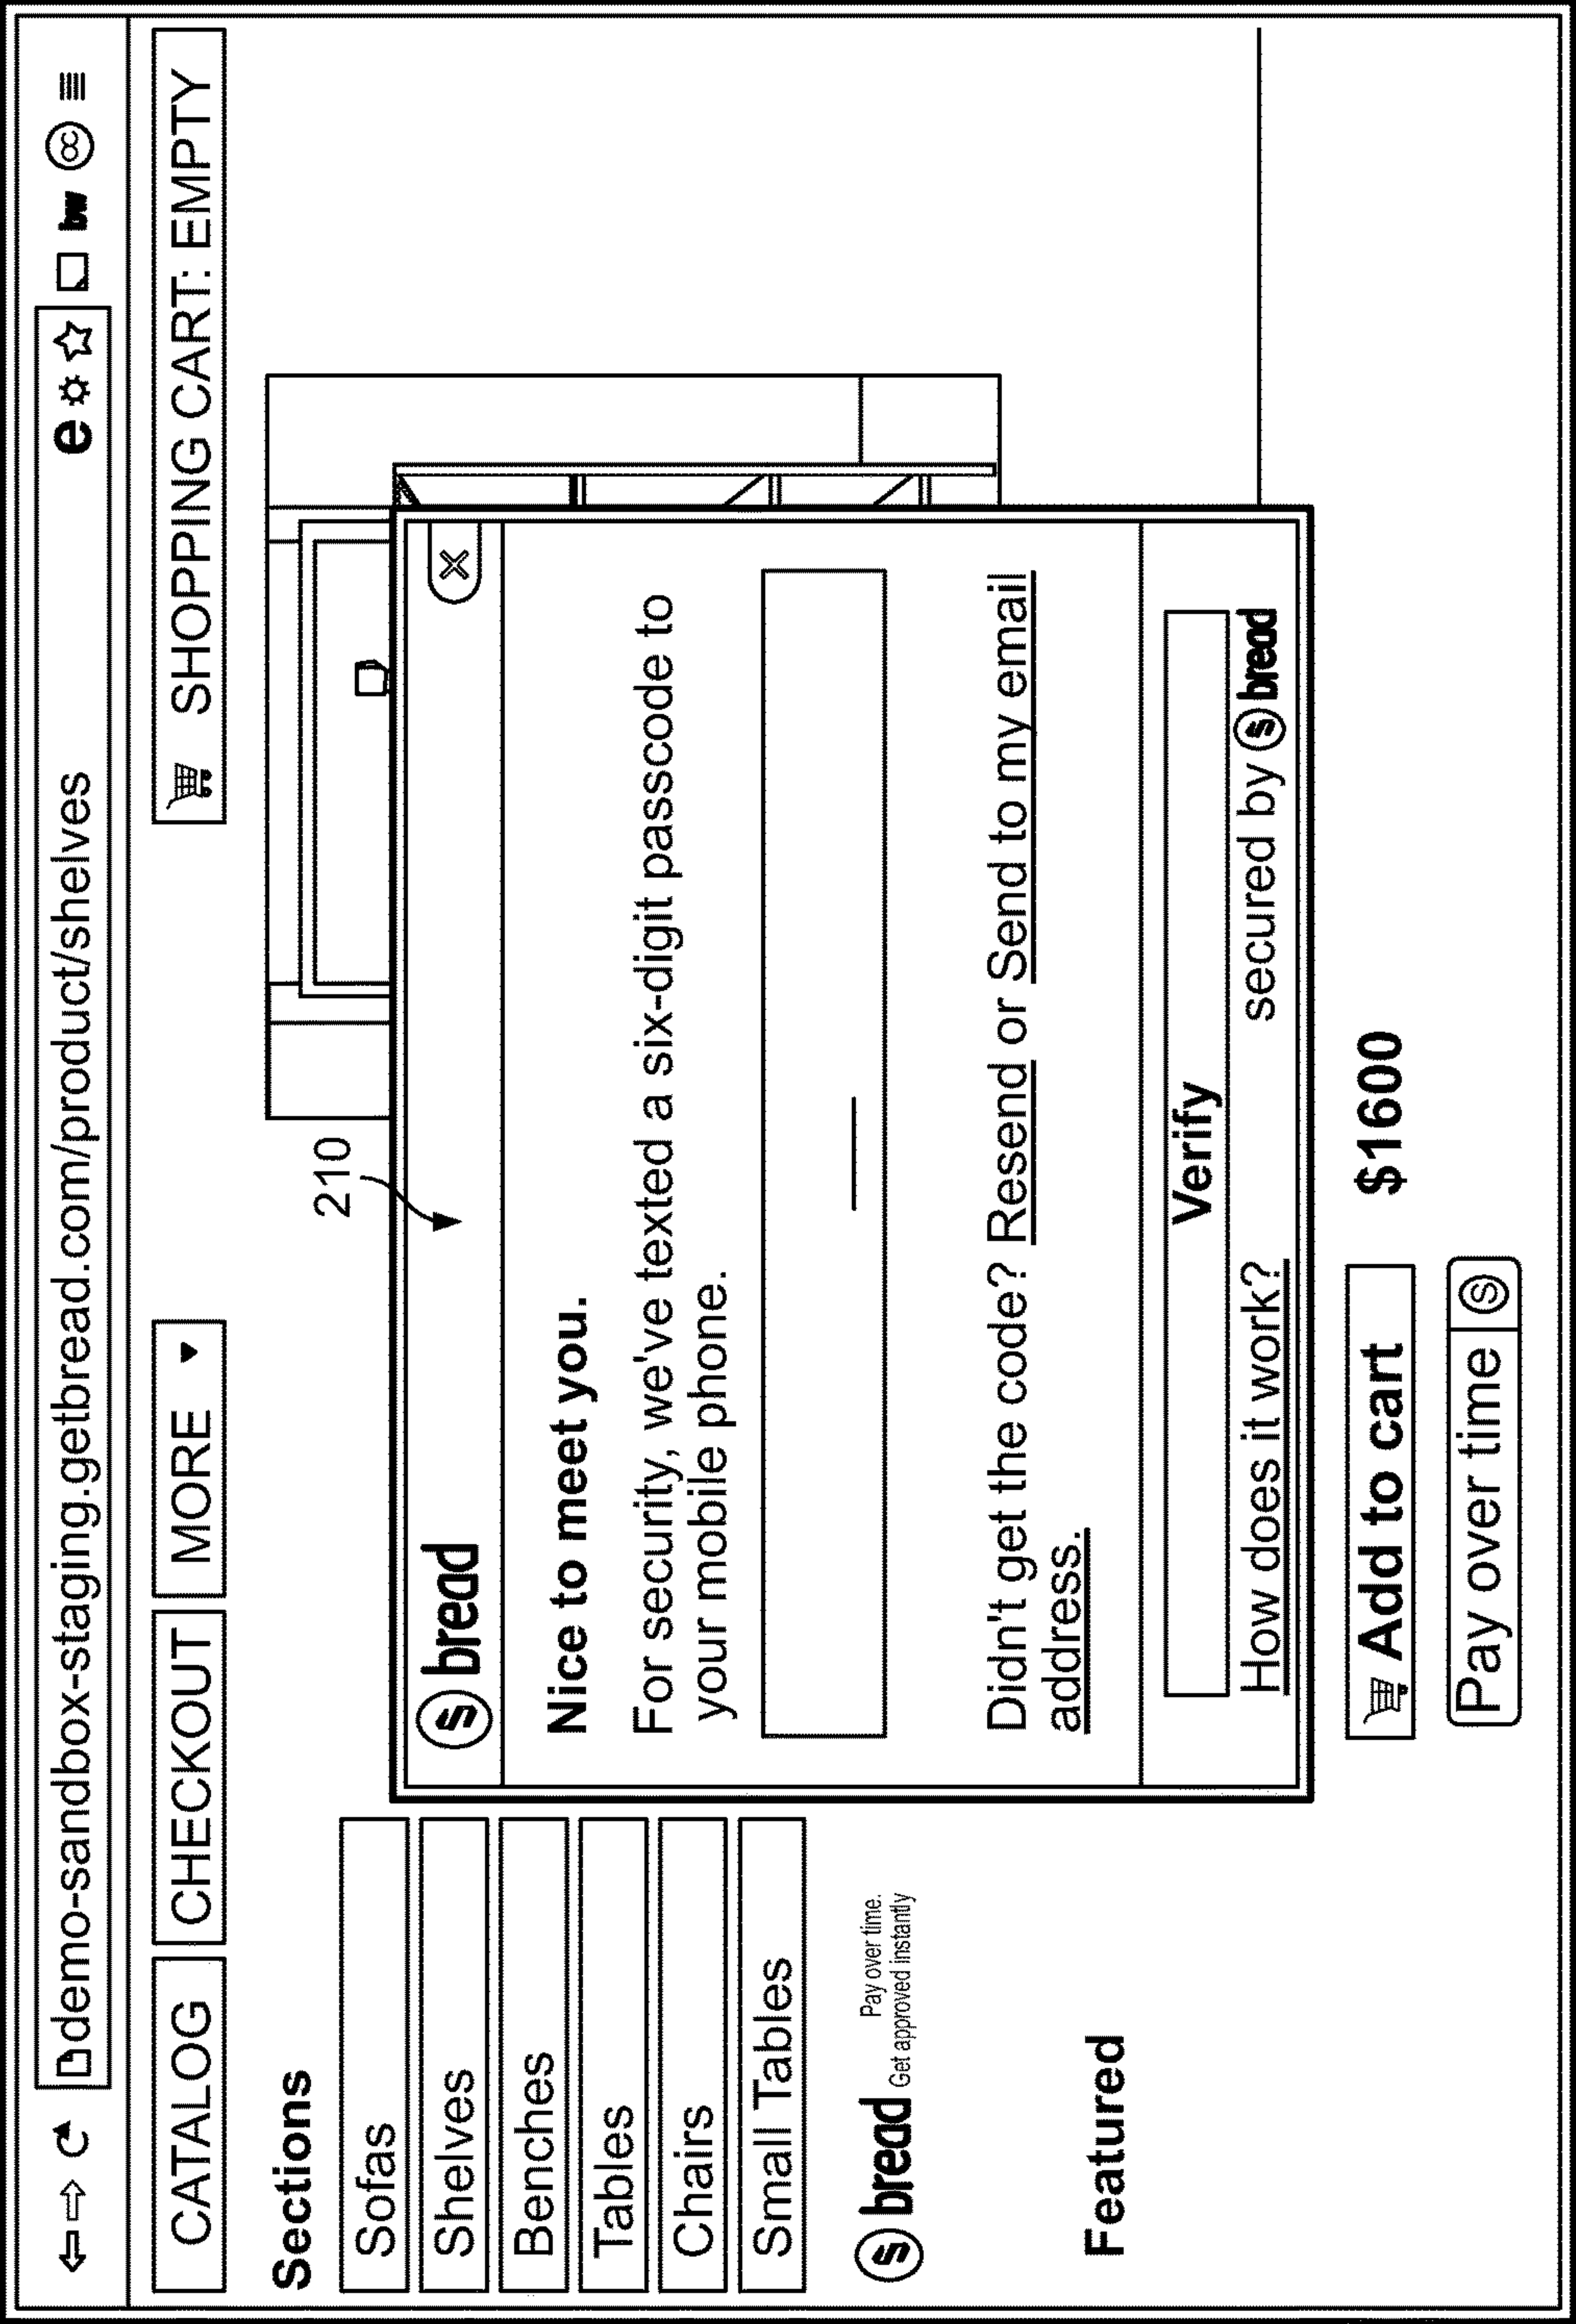 demo-sandbox-staging.getbread.com/product/shelves
e
bw
cc
CATALOG
CHECKOUT
MORE
SHOPPING CART: EMPTY
Sections
Sofas
Shelves
Benches
Tables
Chairs
Small Tables
bread
Pay over time.
Get approved instantly
Featured
210
bread
Nice to meet you.
For security, we've texted a six-digit passcode to
your mobile phone.
Didn't get the code? Resend or Send to my email
address.
Verify
How does it work?
secured by bread
Add to cart
$1600
Pay over time